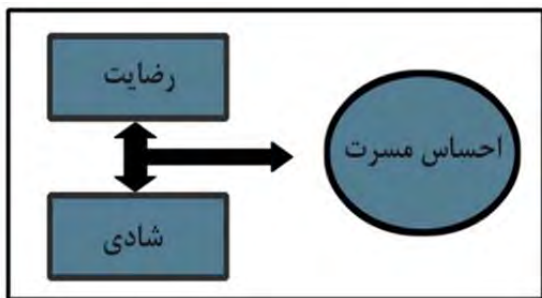 رضایت
احساس مسرت
شادی